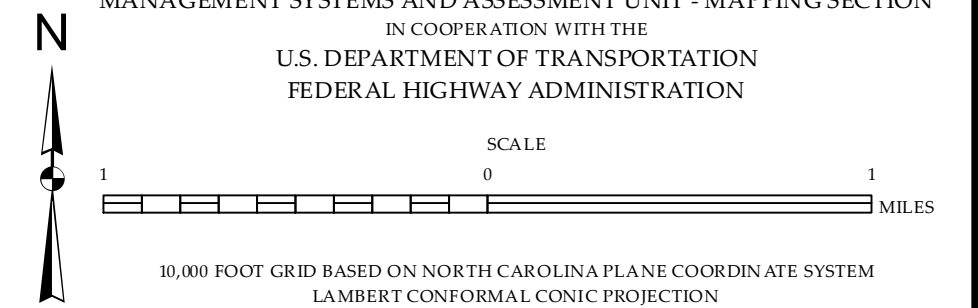 MANAGEMENT SYSTEMS AND ASSESSMENT UNIT - MAPPING SECTION
N
IN COOPERATION WITH THE
U.S. DEPARTMENT OF TRANSPORTATION
FEDERAL HIGHWAY ADMINISTRATION
SCALE
1 0 1
MILES
10,000 FOOT GRID BASED ON NORTH CAROLINA PLANE COORDINATE SYSTEM
LAMBERT CONFORMAL CONIC PROJECTION